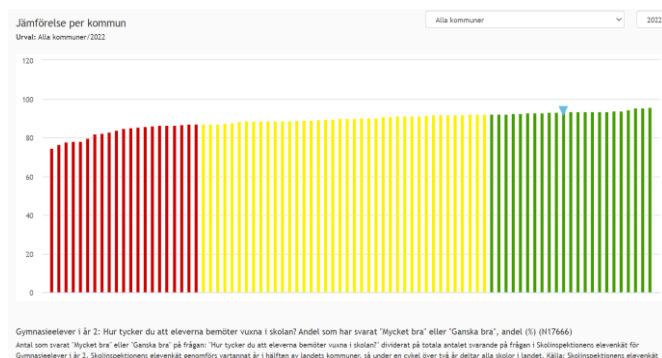 Jämförelse per kommun
Alla kommuner
2022
Urval: Alla kommuner/2022
120
100
80
60
40
20
0
Gymnasieelever i år 2: Hur tycker du att eleverna bemöter vuxna i skolan? Andel som har svarat "Mycket bra" eller "Ganska bra", andel (%) (N17666)
Antal som svarat "Mycket bra" eller "Ganska bra" på frågan: "Hur tycker du att eleverna bemöter vuxna i skolan?" dividerat på totala antalet svarande på frågan i Skolinspektionens elevenkät för
Gymnasieelever i år 2. Skolinspektionens elevenkät genomförs vartannat år i hälften av landets kommuner, så under en cykel över två år deltar alla skolor i landet. Källa: Skolinspektionens elevenkät